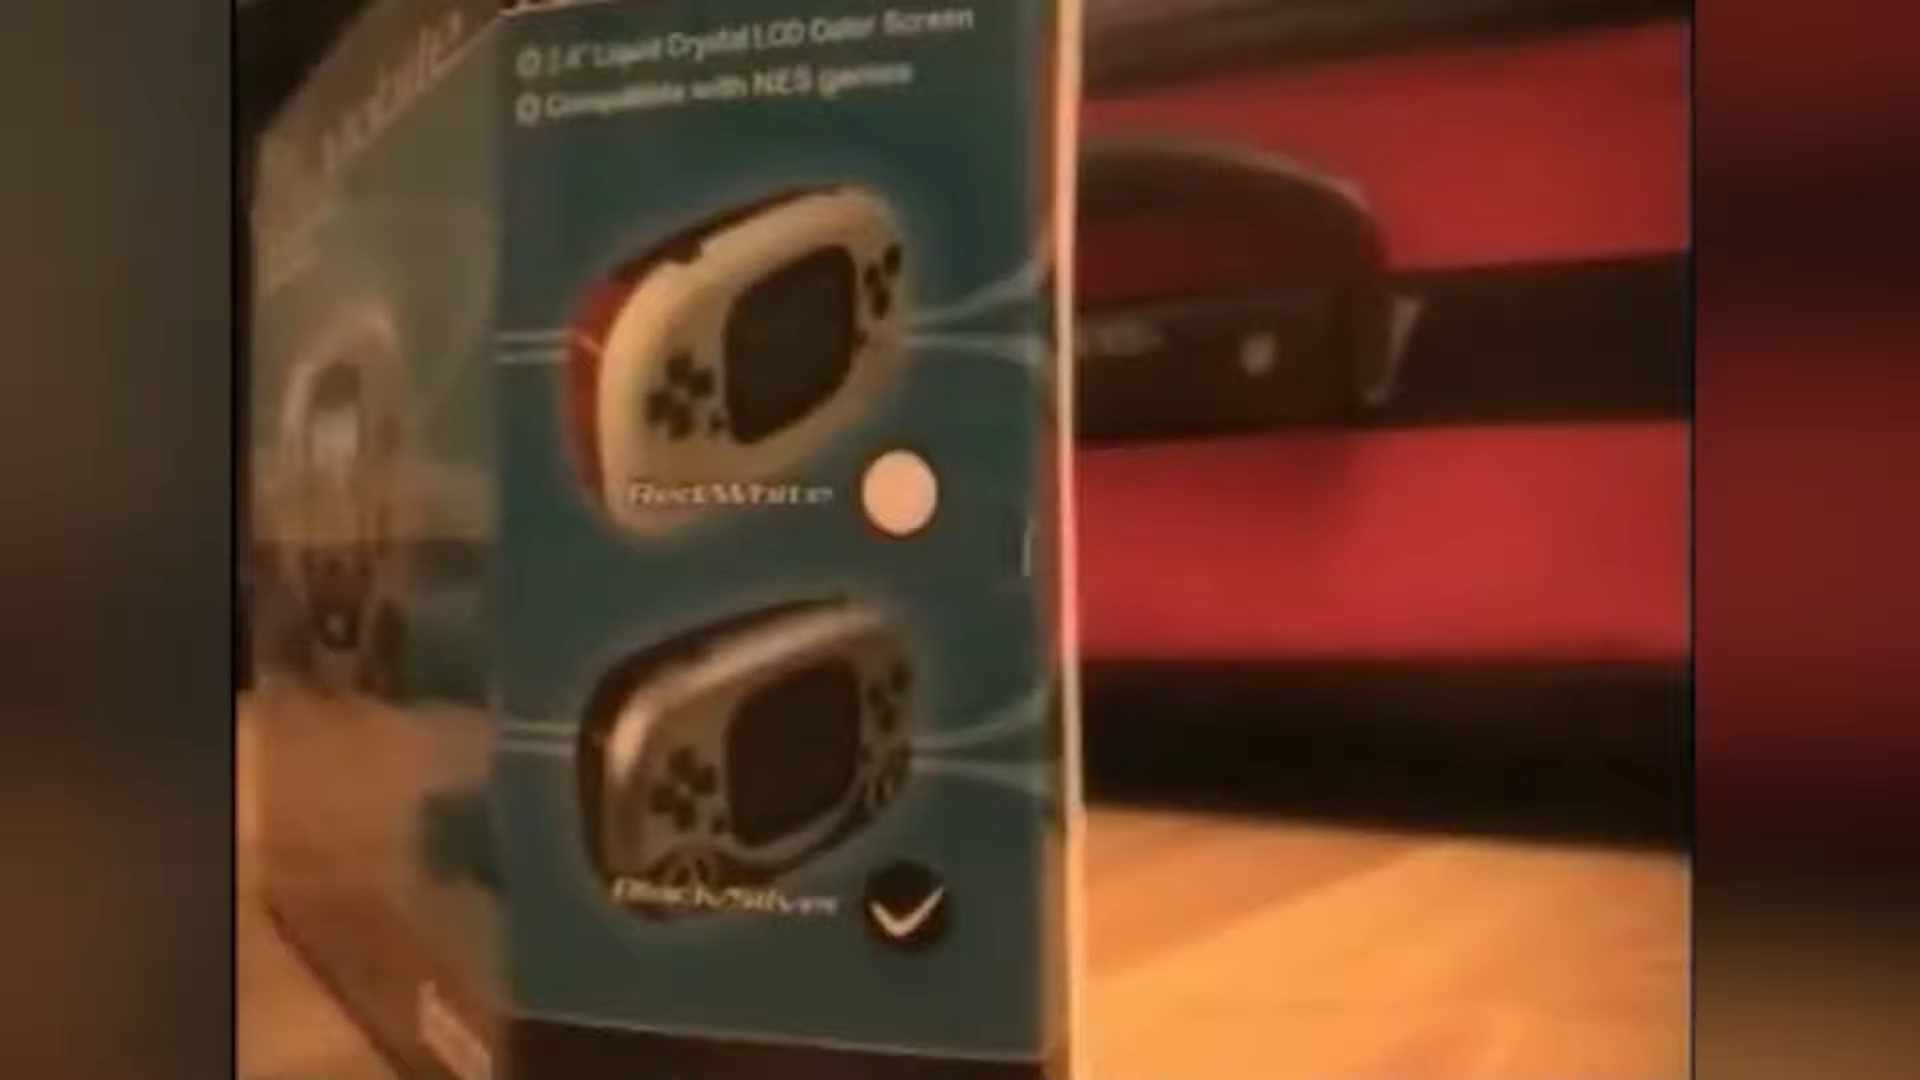 2.4" Liquid Crystal LCD Color Screen
Compatible with NES games
Red/White
Black/Silver